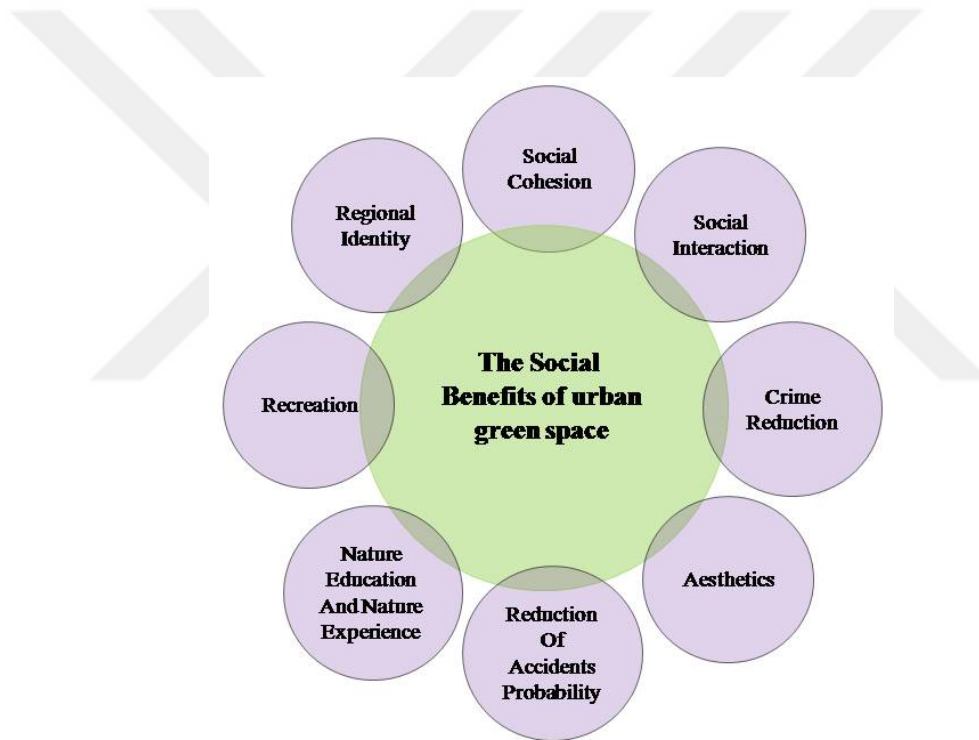 The Social
Benefits of urban
green space
Social
Cohesion
Social
Interaction
Crime
Reduction
Aesthetics
Reduction
Of
Accidents
Probability
Nature
Education
And Nature
Experience
Recreation
Regional
Identity